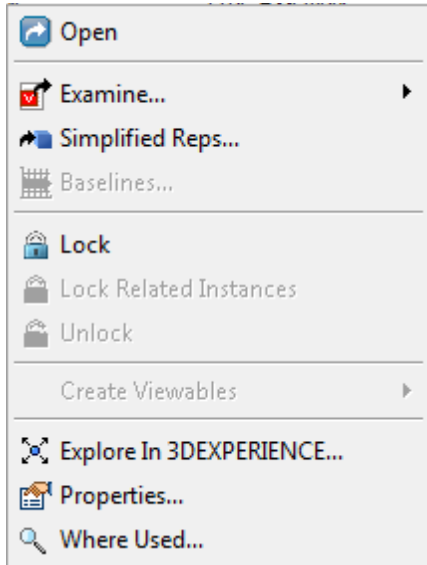 Open
Examine...
Simplified Reps...
Baselines...
Lock
Lock Related Instances
Unlock
Create Viewables
Explore In 3DEXPERIENCE...
Properties...
Where Used...